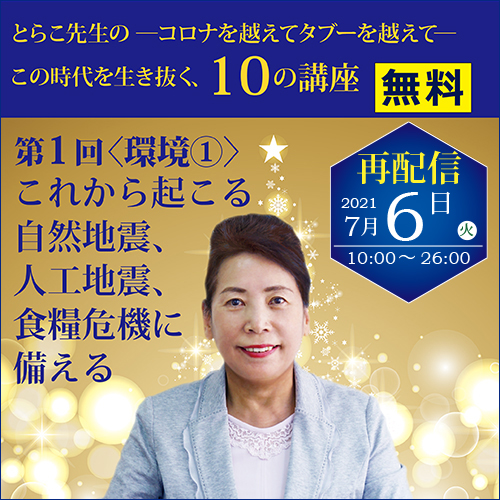 とらこ先生の ―コロナを越えてタブーを越えて―
この時代を生き抜く、10の講座
無料
第1回〈環境①〉
これから起こる
自然地震、
人工地震、
食糧危機に
備える
再配信
2021
7月6日
火
10:00～26:00